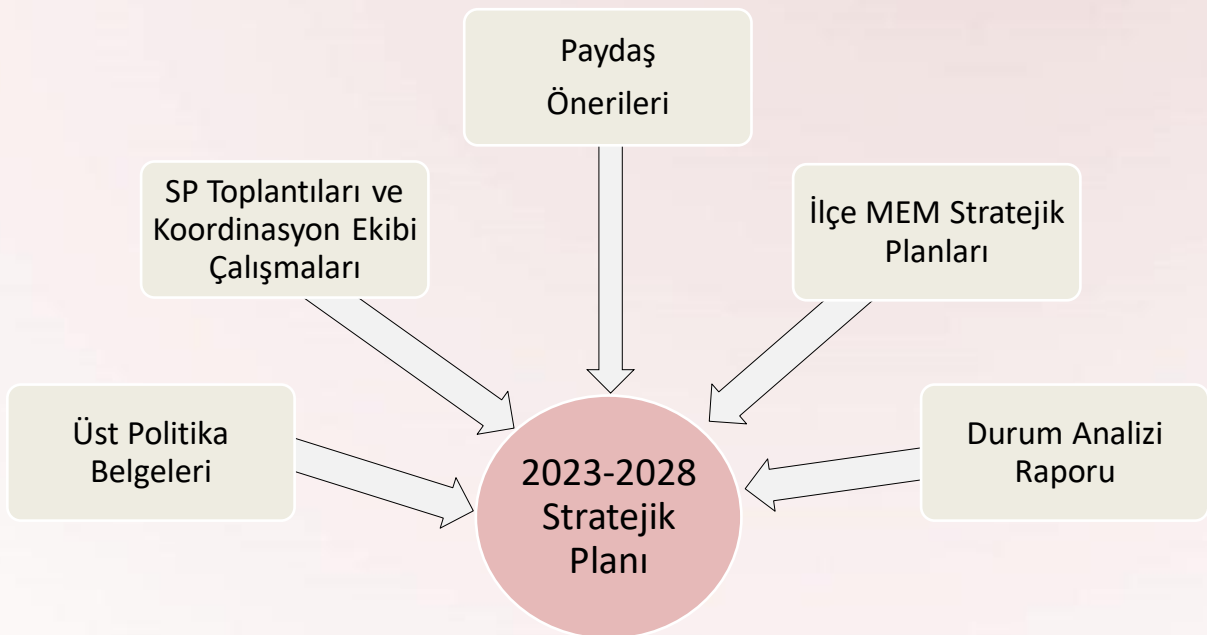 Paydaş
Önerileri
SP Toplantıları ve
Koordinasyon Ekibi
Çalışmaları
İlçe MEM Stratejik
Planları
Üst Politika
Belgeleri
Durum Analizi
Raporu
2023-2028
Stratejik
Planı